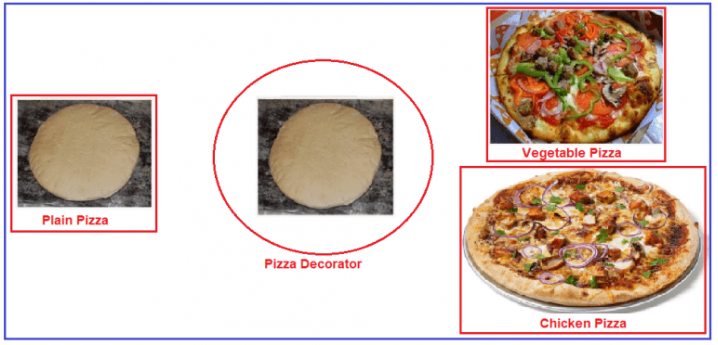 Plain Pizza
Pizza Decorator
Vegetable Pizza
Chicken Pizza